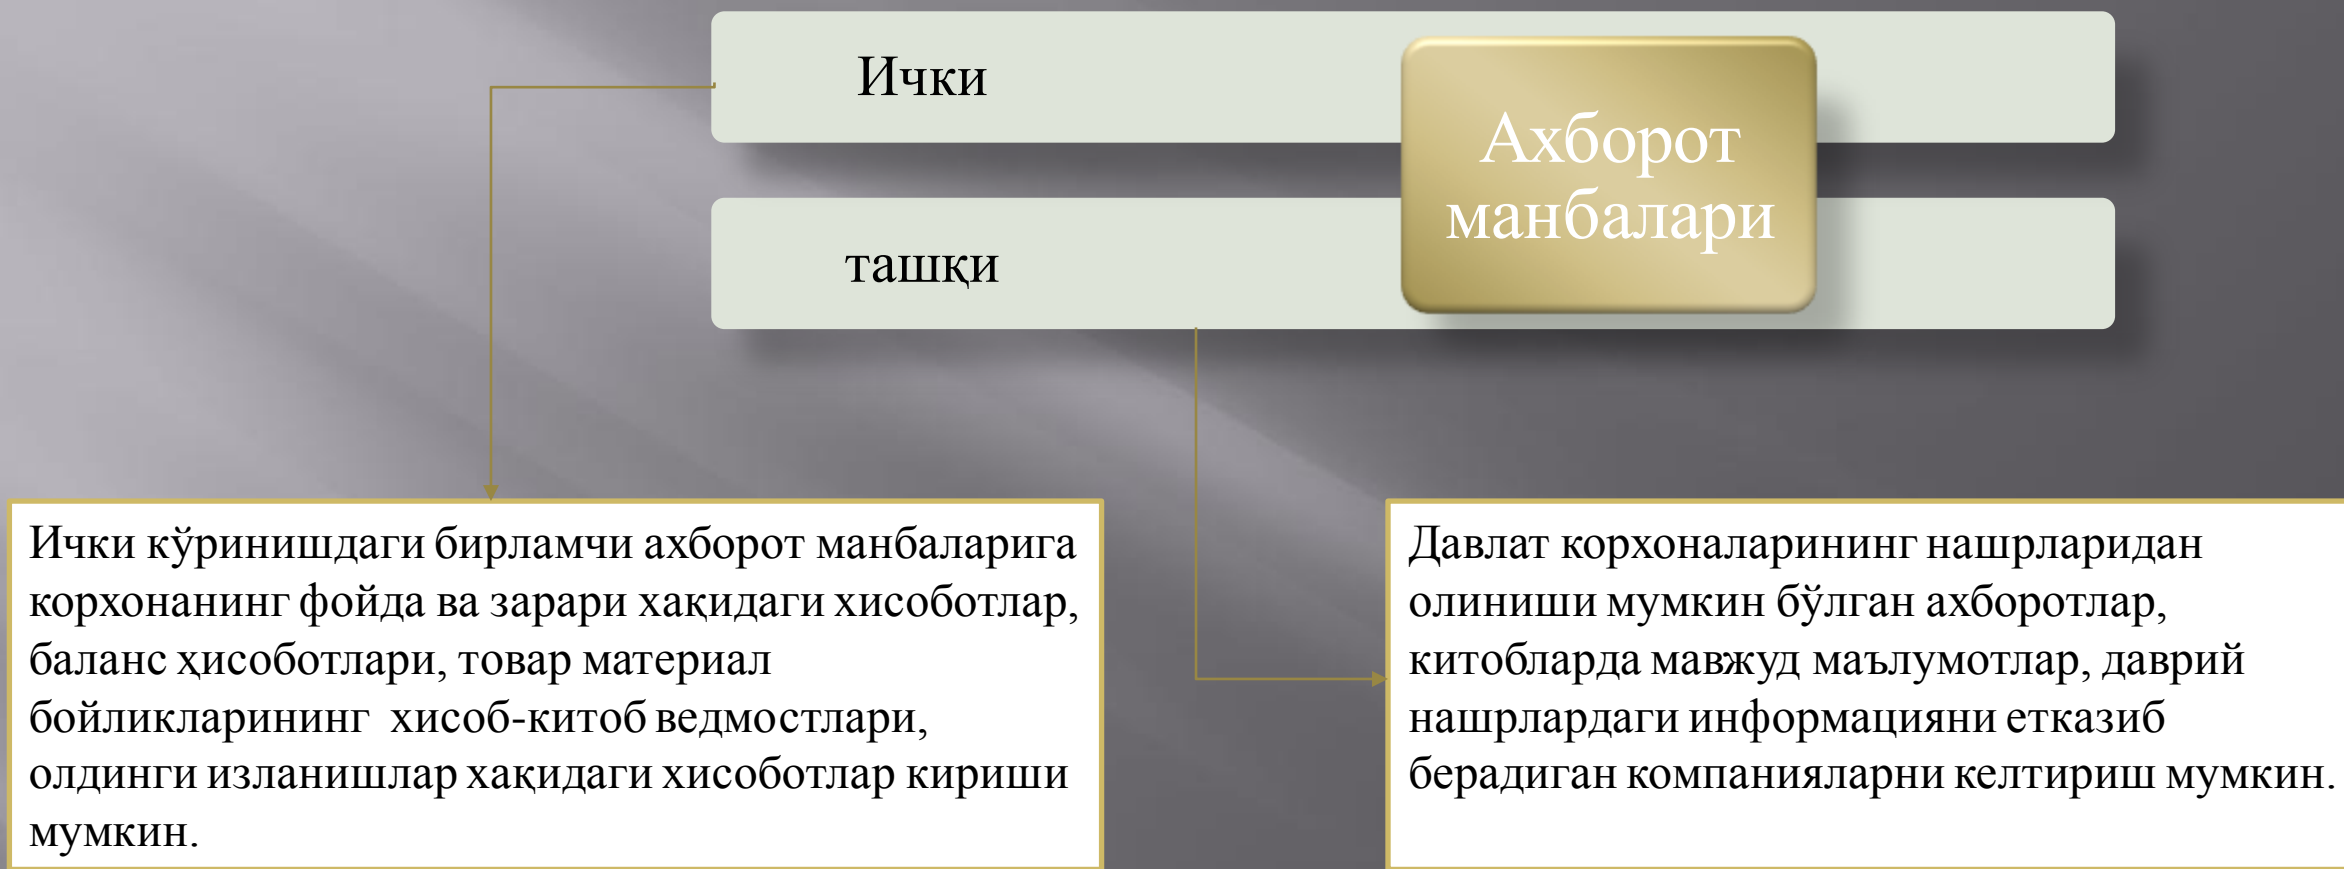 Ички
Ахборот
манбалари
ташқи
Ички кўринишдаги бирламчи ахборот манбаларига
корхонанинг фойда ва зарари хақидаги хисоботлар,
баланс ҳисоботлари, товар материал
бойликларининг хисоб-китоб ведмостлари,
олдинги изланишлар хақидаги хисоботлар кириши
мумкин.
Давлат корхоналарининг нашрларидан
олиниши мумкин бўлган ахборотлар,
китобларда мавжуд маълумотлар, даврий
нашрлардаги информацияни етказиб
берадиган компанияларни келтириш мумкин.